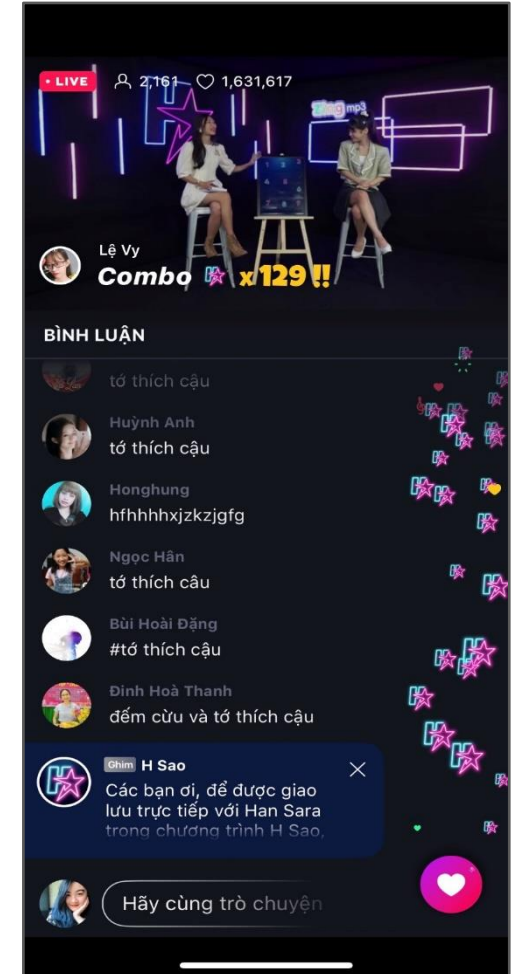 • LIVE 2,161 1,631,617
Zing mp3
Lệ Vy
Combo x129 !!
BÌNH LUẬN
tớ thích cậu
Huỳnh Anh
tớ thích cậu
Honghung
hfhhhhxjzkzjgfg
Ngọc Hân
tớ thích câu
Bùi Hoài Đặng
#tớ thích cậu
Đinh Hoà Thanh
đếm cừu và tớ thích cậu
Ghim H Sao
Các bạn ơi, để được giao
lưu trực tiếp với Han Sara
trong chương trình H Sao,
Hãy cùng trò chuyện